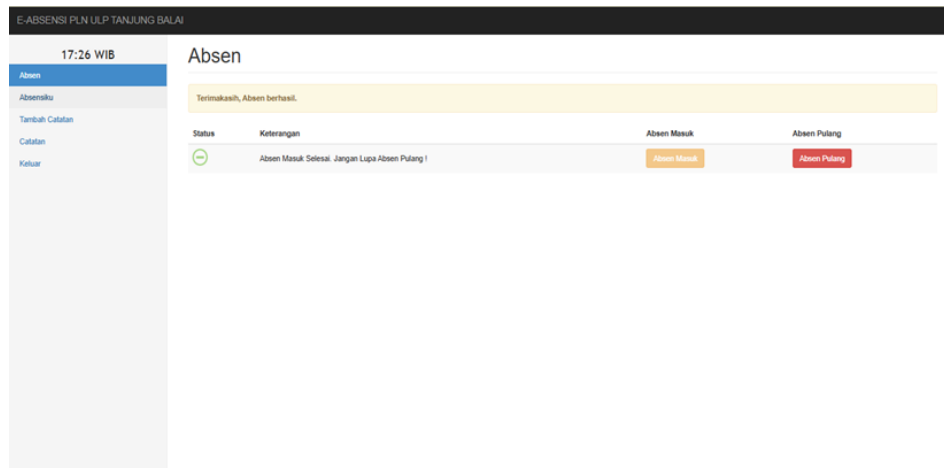 E-ABSENSI PLN ULP TANJUNG BALAI
17:26 WIB
Absen
Absensiku
Tambah Catatan
Catatan
Keluar
Absen
Terimakasih, Absen berhasil.
Status Keterangan Absen Masuk Absen Pulang
Absen Masuk Selesai. Jangan Lupa Absen Pulang ! Absen Masuk Absen Pulang